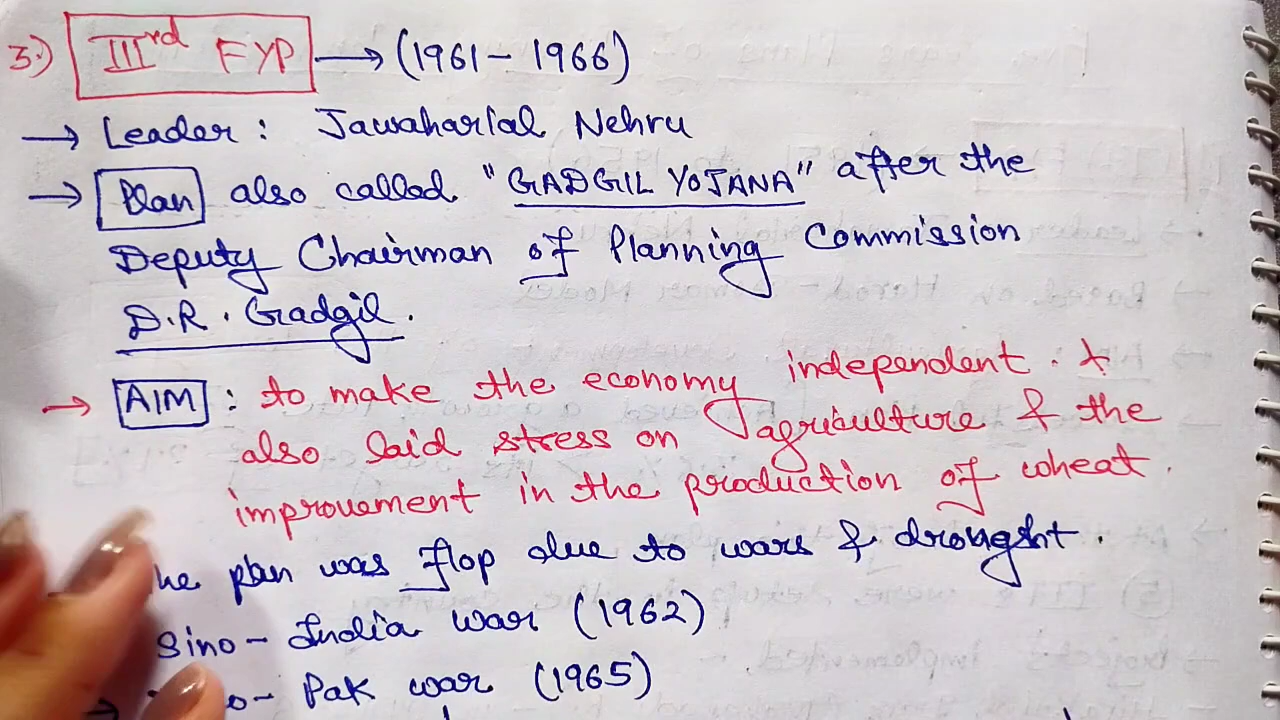 3.) IIIrd FYP → (1961 - 1966)
→ Leader : Jawaharlal Nehru
→ Plan also called "GADGIL YOJANA" after the
Deputy Chairman of Planning Commission
D.R. Gadgil.
→ AIM : to make the economy independent. &
also laid stress on agriculture & the
improvement in the production of wheat.
he plan was flop due to wars & drought.
Sino - India war (1962)
o - Pak war (1965)